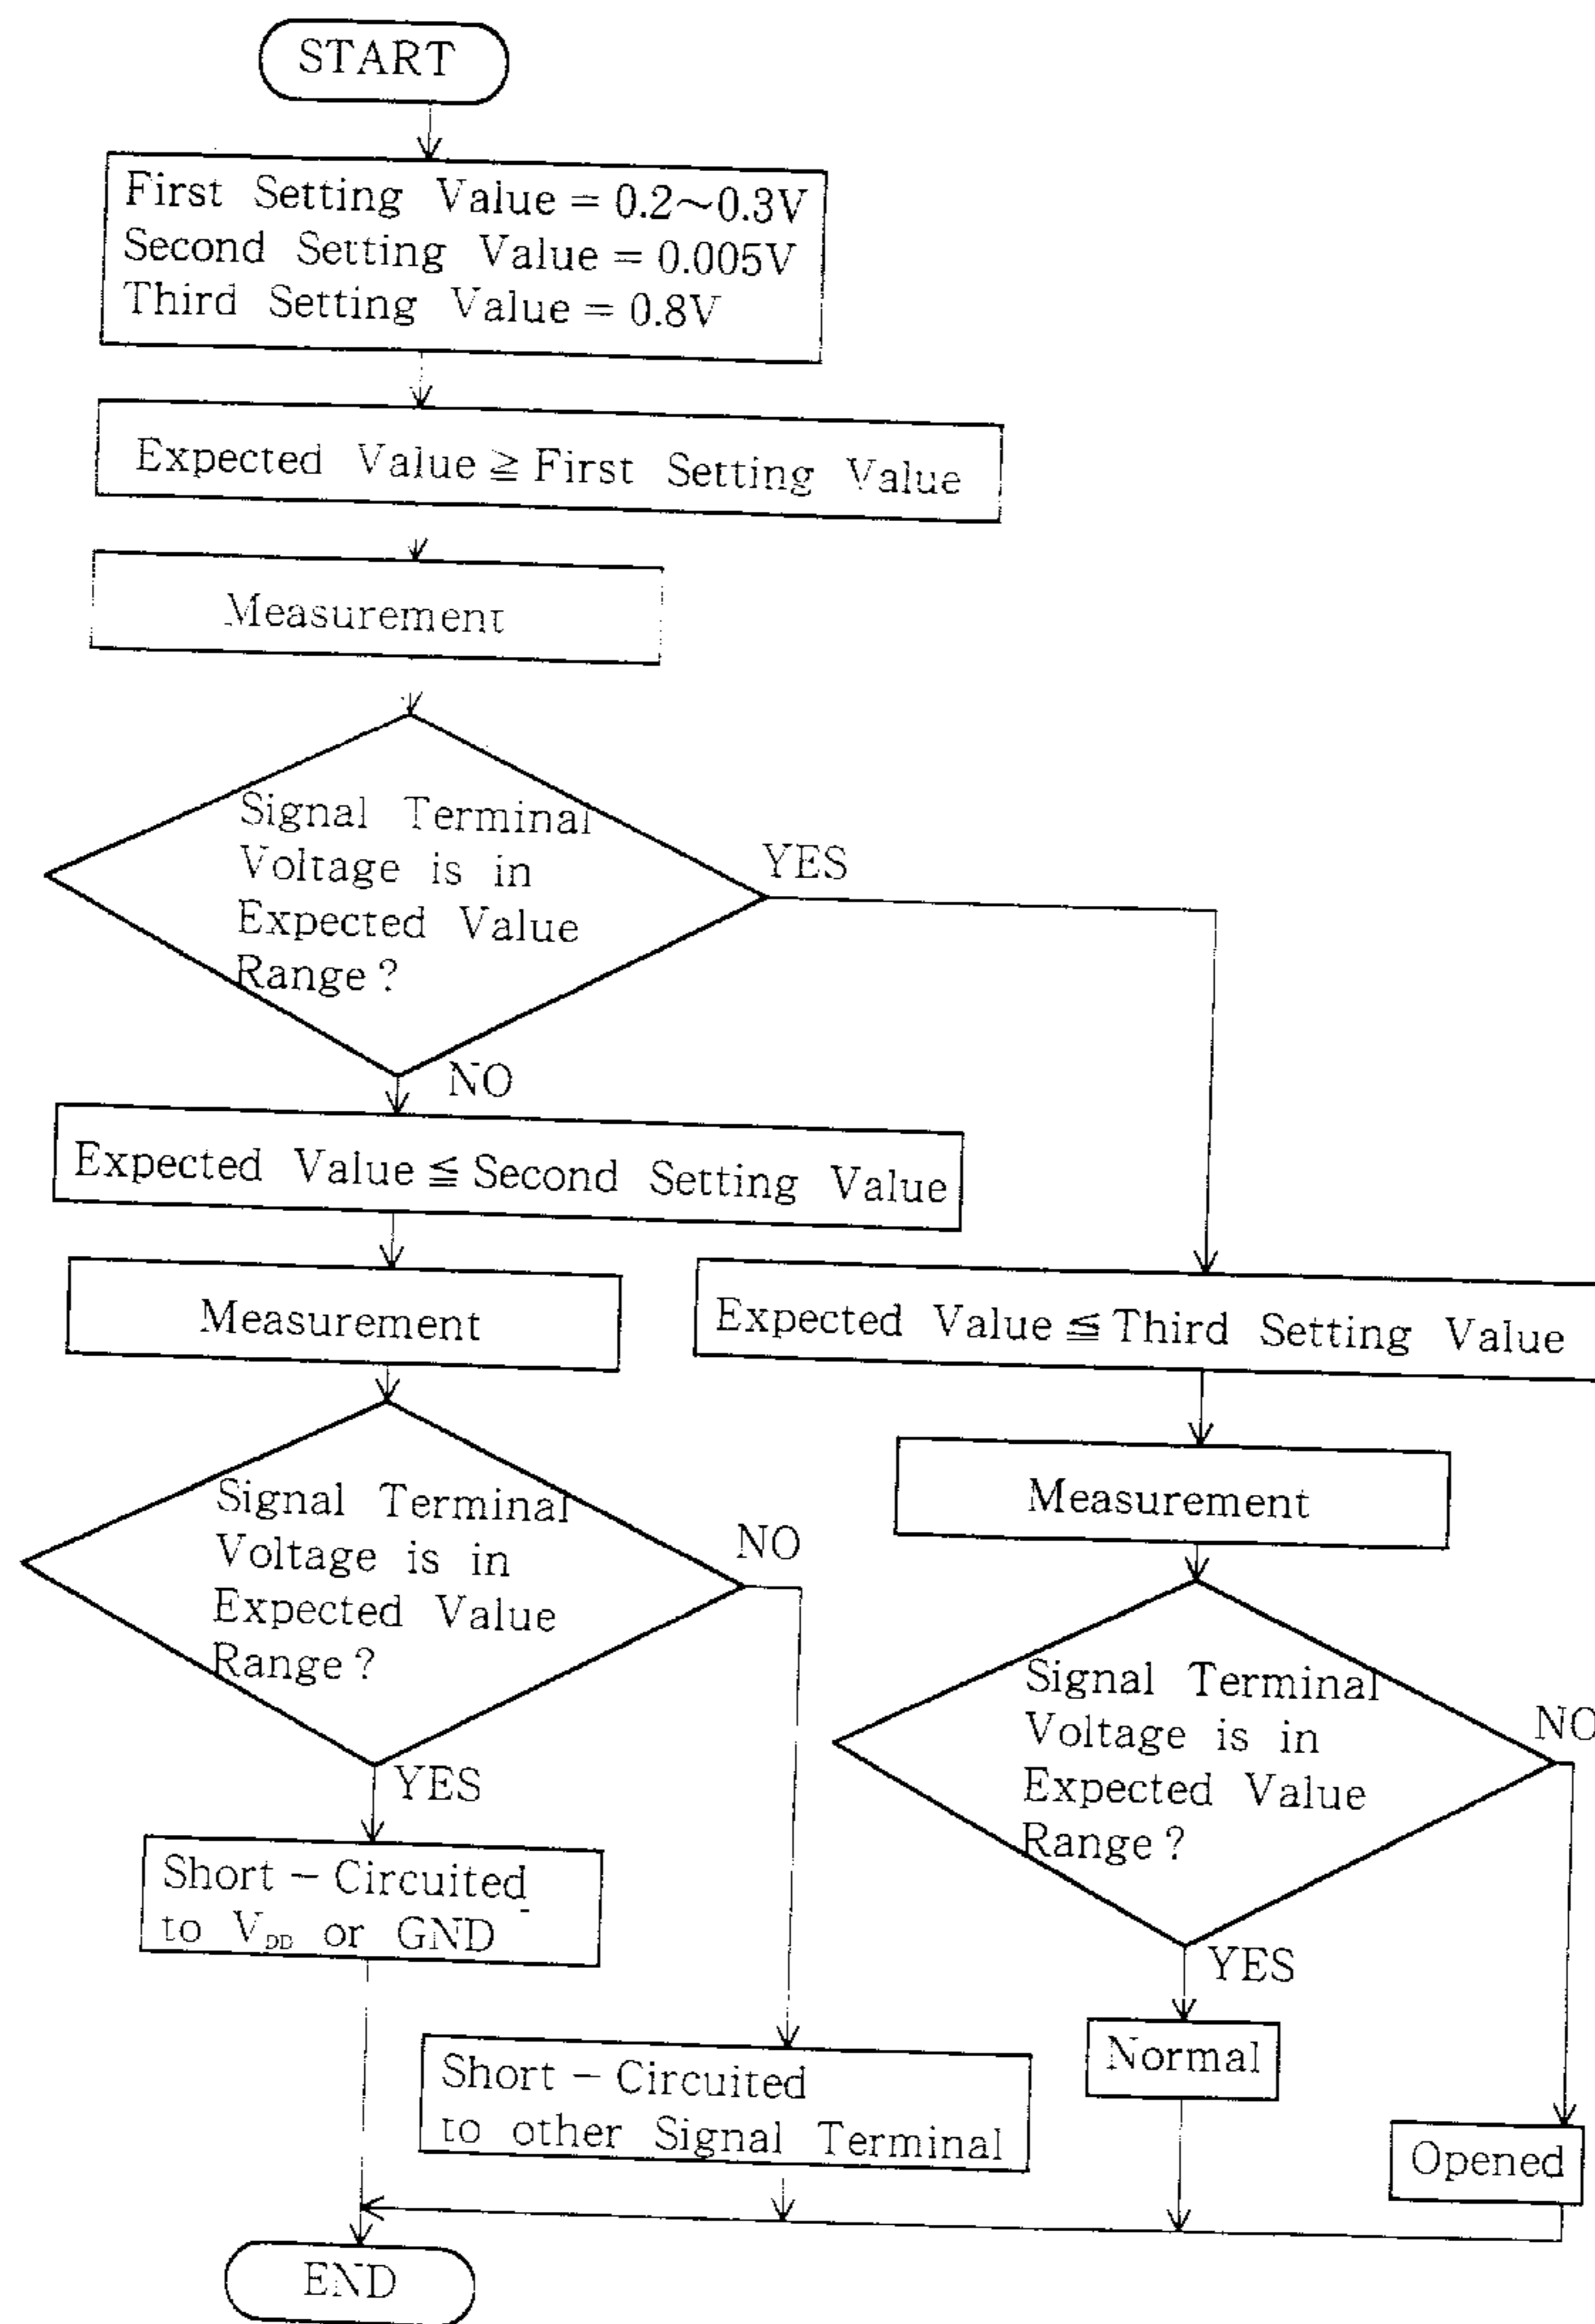 START
First Setting Value = 0.2~0.3V
Second Setting Value = 0.005V
Third Setting Value = 0.8V
Expected Value ≧ First Setting Value
Measurement
Signal Terminal
Voltage is in
Expected Value
Range?
YES
NO
Expected Value ≦ Second Setting Value
Measurement
Expected Value ≦ Third Setting Value
Measurement
Signal Terminal
Voltage is in
Expected Value
Range?
NO
YES
Signal Terminal
Voltage is in
Expected Value
Range?
NO
YES
Short-Circuited
to VDD or GND
Short-Circuited
to other Signal Terminal
Normal
Opened
END